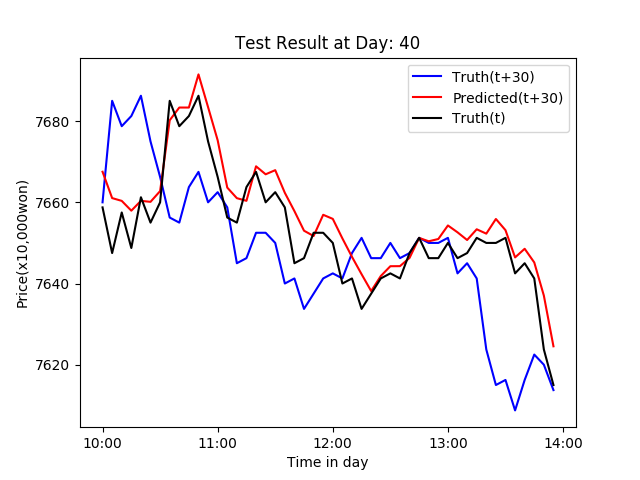 Test Result at Day: 40
Truth(t+30)
Predicted(t+30)
Truth(t)
Price(x10,000won)
7680
7660
7640
7620
10:00 11:00 12:00 13:00 14:00
Time in day